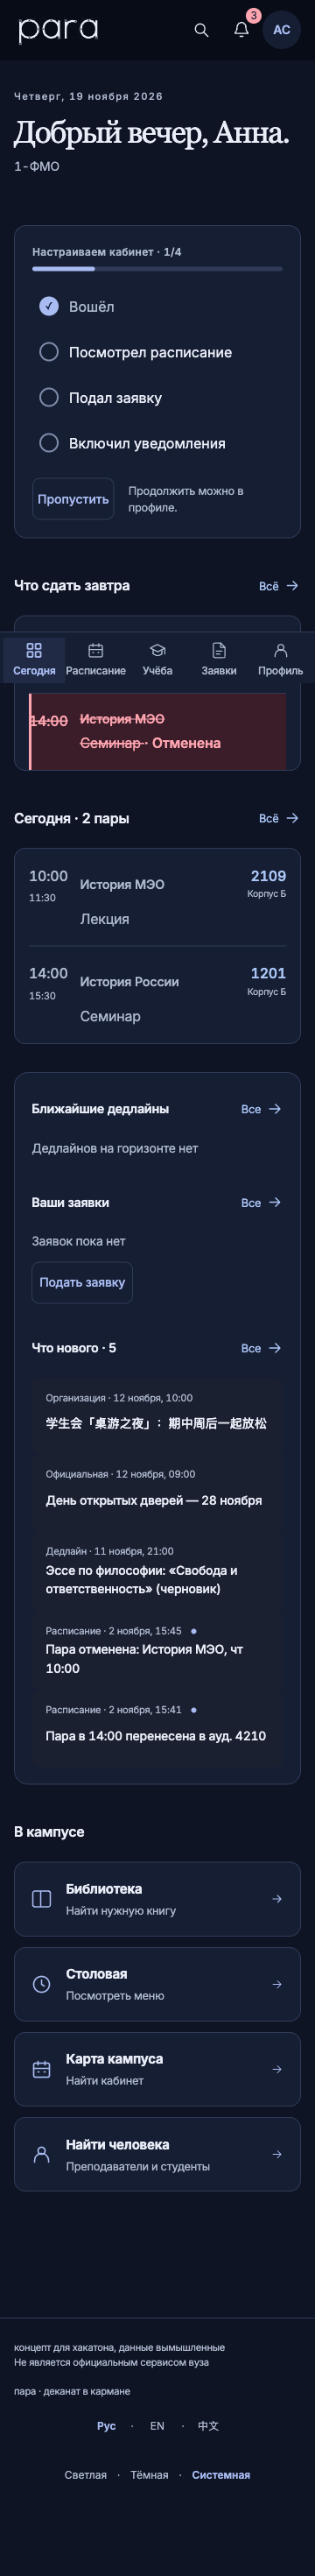 para
3
АС
Четверг, 19 ноября 2026
Добрый вечер, Анна.
1-ФМО
Настраиваем кабинет · 1/4
Вошёл
Посмотрел расписание
Подал заявку
Включил уведомления
Пропустить
Продолжить можно в
профиле.
Что сдать завтра
Всё →
Сегодня
Расписание
Учёба
Заявки
Профиль
14:00
История МЭО
Семинар · Отменена
Сегодня · 2 пары
Всё →
10:00
11:30
История МЭО
Лекция
2109
Корпус Б
14:00
15:30
История России
Семинар
1201
Корпус Б
Ближайшие дедлайны
Все →
Дедлайнов на горизонте нет
Ваши заявки
Все →
Заявок пока нет
Подать заявку
Что нового · 5
Все →
Организация · 12 ноября, 10:00
学生会「桌游之夜」：期中周后一起放松
Официальная · 12 ноября, 09:00
День открытых дверей — 28 ноября
Дедлайн · 11 ноября, 21:00
Эссе по философии: «Свобода и
ответственность» (черновик)
Расписание · 2 ноября, 15:45
Пара отменена: История МЭО, чт
10:00
Расписание · 2 ноября, 15:41
Пара в 14:00 перенесена в ауд. 4210
В кампусе
Библиотека
Найти нужную книгу
Столовая
Посмотреть меню
Карта кампуса
Найти кабинет
Найти человека
Преподаватели и студенты
концепт для хакатона, данные вымышленные
Не является официальным сервисом вуза
пара · деканат в кармане
Рус · EN · 中文
Светлая · Тёмная · Системная